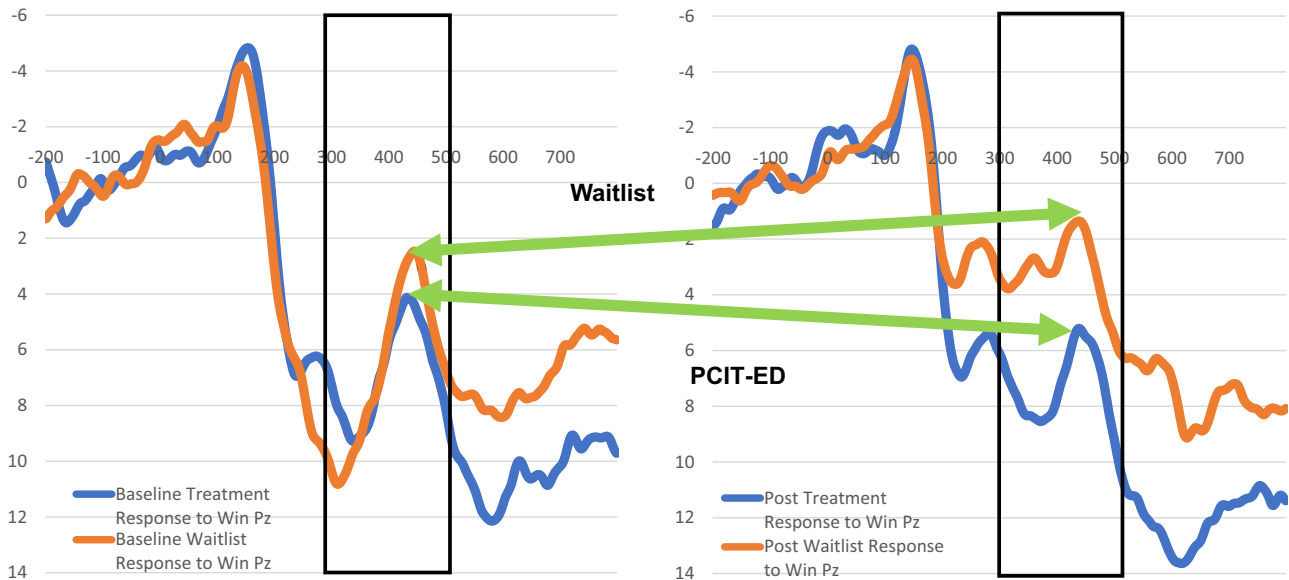 -6
-4
-2
-200 -100 0 100 200 300 400 500 600 700
0
2
4
6
8
10
12
14
Baseline Treatment
Response to Win Pz
Baseline Waitlist
Response to Win Pz
Waitlist
PCIT-ED
-6
-4
-2
-200 -100 0 100 200 300 400 500 600 700
0
2
4
6
8
10
12
14
Post Treatment
Response to Win Pz
Post Waitlist Response
to Win Pz